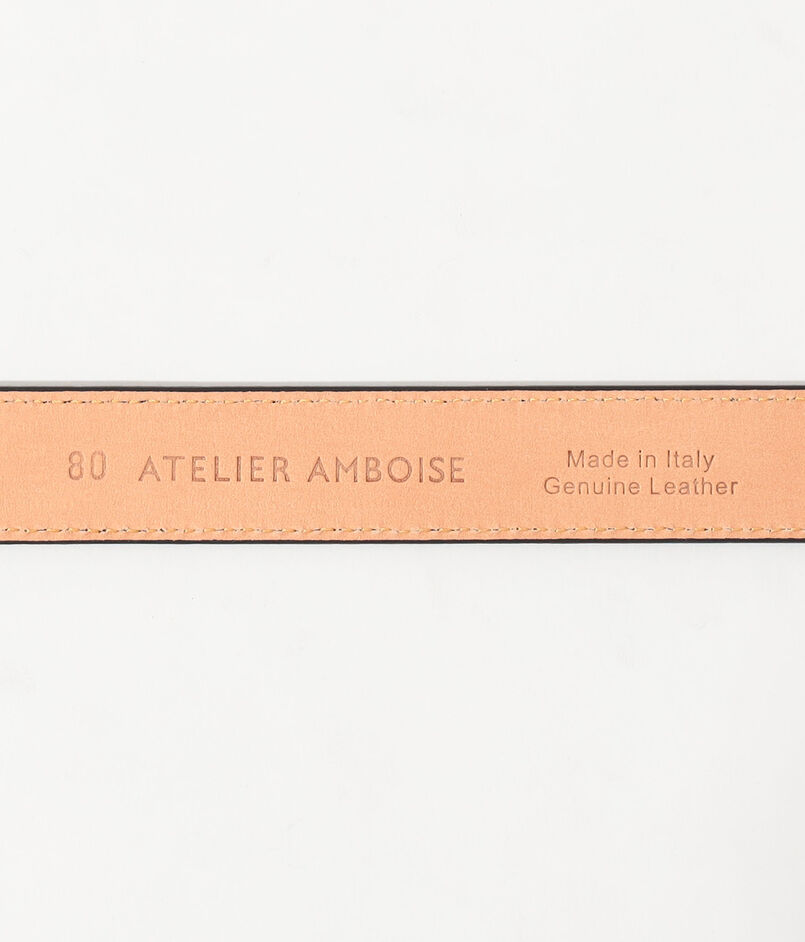 80 ATELIER AMBOISE
Made in Italy
Genuine Leather